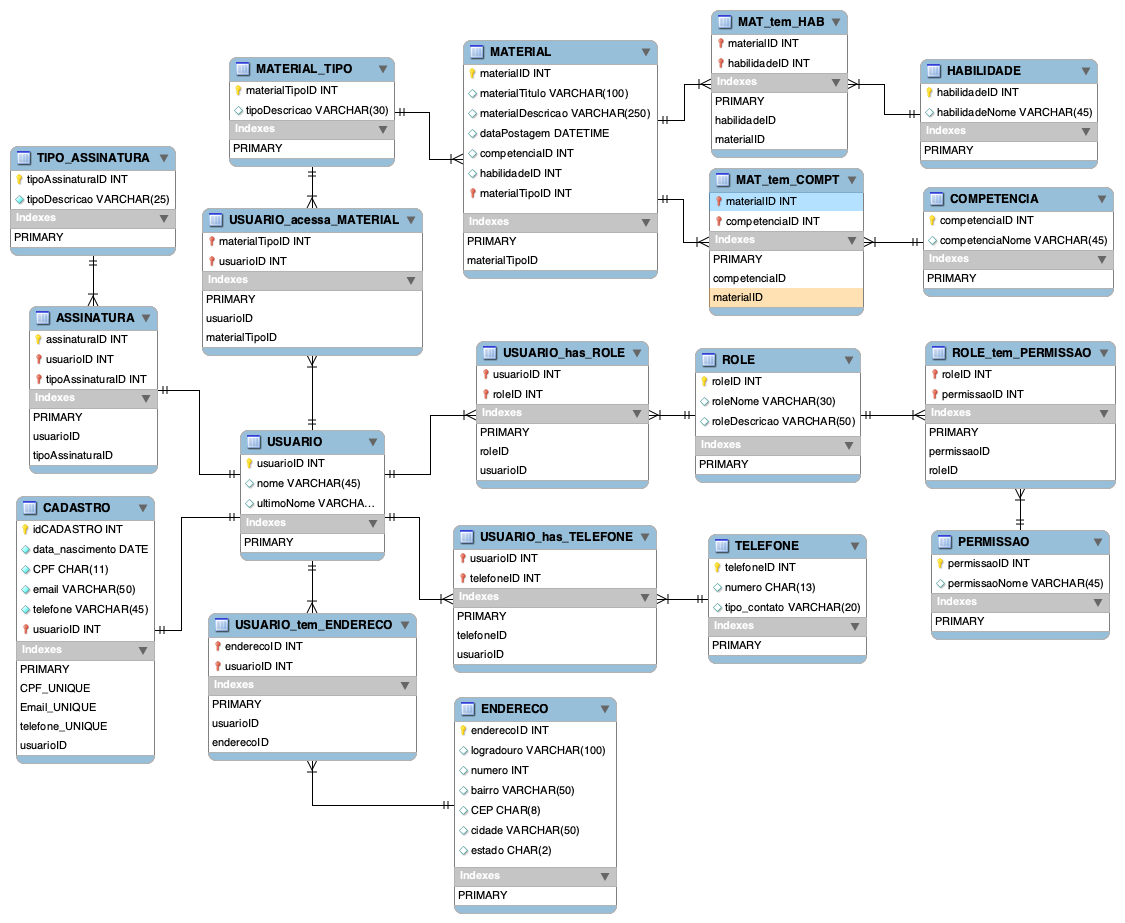 MAT_tem_HAB
materialID INT
habilidadeID INT
Indexes
PRIMARY
habilidadeID
materialID
MATERIAL
materialID INT
materialTitulo VARCHAR(100)
materialDescricao VARCHAR(250)
dataPostagem DATETIME
competenciaID INT
habilidadeID INT
materialTipoID INT
Indexes
PRIMARY
materialTipoID
MATERIAL_TIPO
materialTipoID INT
tipoDescricao VARCHAR(30)
Indexes
PRIMARY
HABILIDADE
habilidadeID INT
habilidadeNome VARCHAR(45)
Indexes
PRIMARY
TIPO_ASSINATURA
tipoAssinaturaID INT
tipoDescricao VARCHAR(25)
Indexes
PRIMARY
USUARIO_acessa_MATERIAL
materialTipoID INT
usuarioID INT
Indexes
PRIMARY
usuarioID
materialTipoID
MAT_tem_COMPT
materialID INT
competenciaID INT
Indexes
PRIMARY
competenciaID
materialID
COMPETENCIA
competenciaID INT
competenciaNome VARCHAR(45)
Indexes
PRIMARY
ASSINATURA
assinaturaID INT
usuarioID INT
tipoAssinaturaID INT
Indexes
PRIMARY
usuarioID
tipoAssinaturaID
USUARIO_has_ROLE
usuarioID INT
roleID INT
Indexes
PRIMARY
roleID
usuarioID
ROLE
roleID INT
roleNome VARCHAR(30)
roleDescricao VARCHAR(50)
Indexes
PRIMARY
ROLE_tem_PERMISSAO
roleID INT
permissaoID INT
Indexes
PRIMARY
permissaoID
roleID
USUARIO
usuarioID INT
nome VARCHAR(45)
ultimoNome VARCHA...
Indexes
PRIMARY
CADASTRO
idCADASTRO INT
data_nascimento DATE
CPF CHAR(11)
email VARCHAR(50)
telefone VARCHAR(45)
usuarioID INT
Indexes
PRIMARY
CPF_UNIQUE
Email_UNIQUE
telefone_UNIQUE
usuarioID
USUARIO_has_TELEFONE
usuarioID INT
telefoneID INT
Indexes
PRIMARY
telefoneID
usuarioID
TELEFONE
telefoneID INT
numero CHAR(13)
tipo_contato VARCHAR(20)
Indexes
PRIMARY
PERMISSAO
permissaoID INT
permissaoNome VARCHAR(45)
Indexes
PRIMARY
USUARIO_tem_ENDERECO
enderecoID INT
usuarioID INT
Indexes
PRIMARY
usuarioID
enderecoID
ENDERECO
enderecoID INT
logradouro VARCHAR(100)
numero INT
bairro VARCHAR(50)
CEP CHAR(8)
cidade VARCHAR(50)
estado CHAR(2)
Indexes
PRIMARY